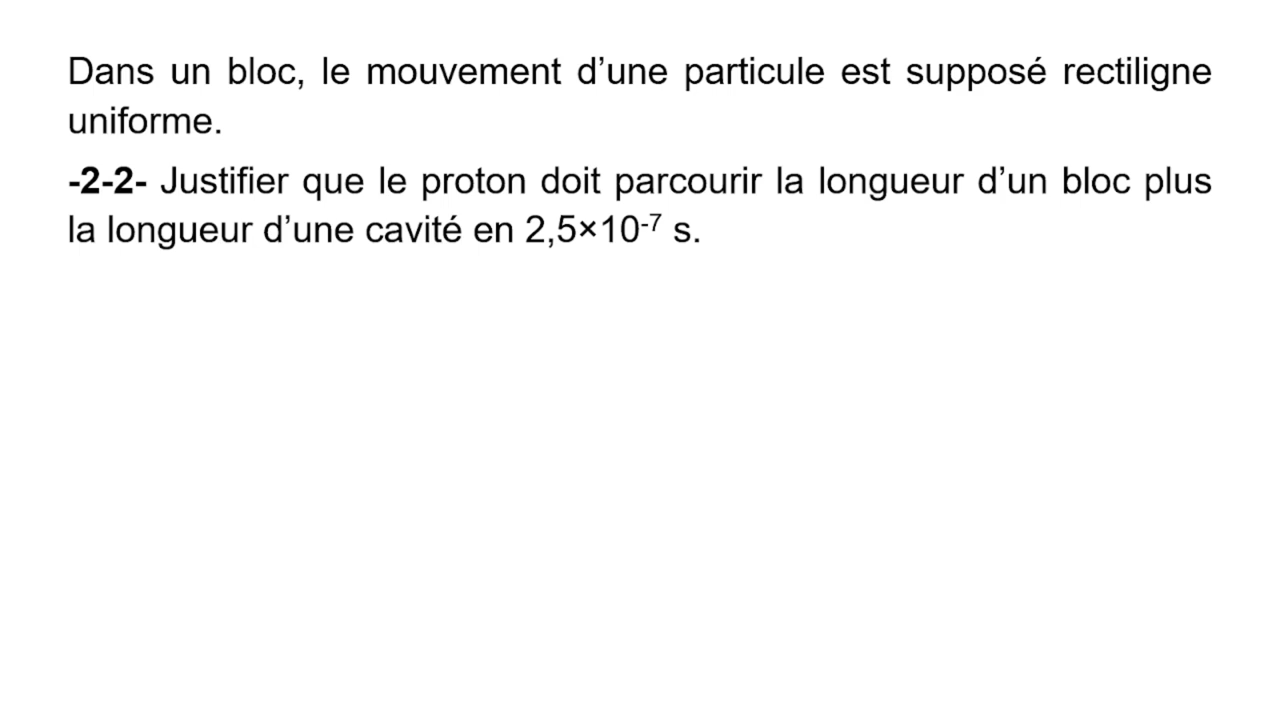 Dans un bloc, le mouvement d’une particule est supposé rectiligne
uniforme.
-2-2- Justifier que le proton doit parcourir la longueur d’un bloc plus
la longueur d’une cavité en 2,5×10⁻⁷ s.